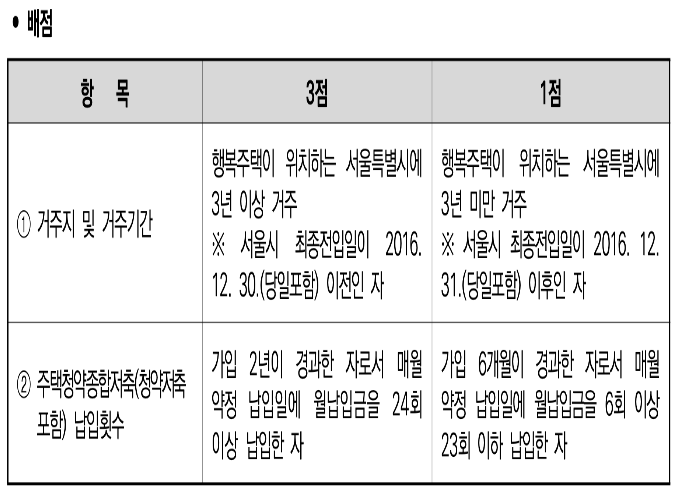 • 배점
항 목
3점
1점
① 거주지 및 거주기간
행복주택이 위치하는 서울특별시에
3년 이상 거주
※ 서울시 최종전입일이 2016.
12. 30.(당일포함) 이전인 자
행복주택이 위치하는 서울특별시에
3년 미만 거주
※ 서울시 최종전입일이 2016. 12.
31.(당일포함) 이후인 자
② 주택청약종합저축(청약저축
포함) 납입횟수
가입 2년이 경과한 자로서 매월
약정 납입일에 월납입금을 24회
이상 납입한 자
가입 6개월이 경과한 자로서 매월
약정 납입일에 월납입금을 6회 이상
23회 이하 납입한 자